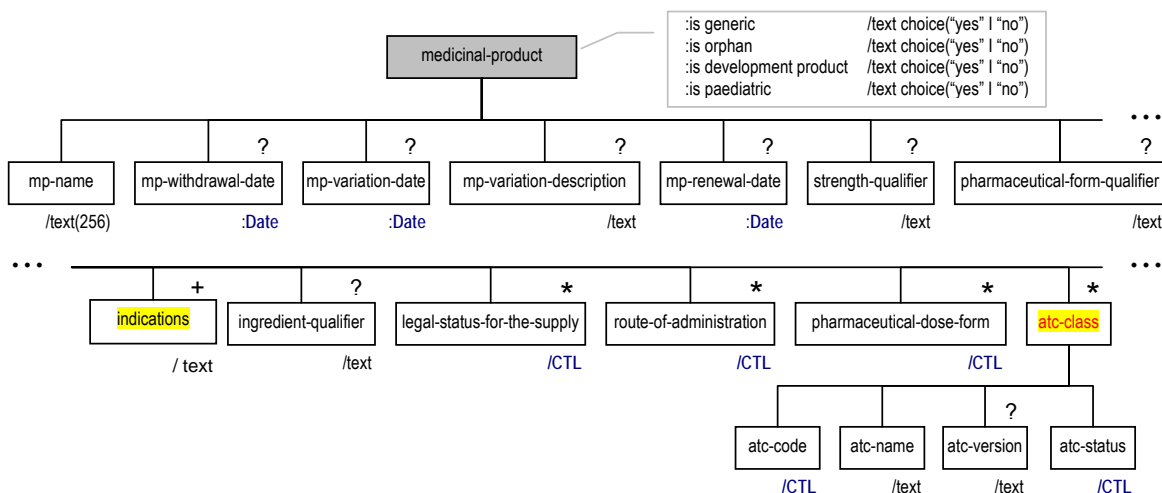 :is generic /text choice(“yes” I “no”)
:is orphan /text choice(“yes” I “no”)
:is development product /text choice(“yes” I “no”)
:is paediatric /text choice(“yes” I “no”)
medicinal-product
...
? ? ? ? ? ?
mp-name mp-withdrawal-date mp-variation-date mp-variation-description mp-renewal-date strength-qualifier pharmaceutical-form-qualifier
/text(256) :Date :Date /text :Date /text /text
... ...
+ ? * * * *
indications ingredient-qualifier legal-status-for-the-supply route-of-administration pharmaceutical-dose-form atc-class
/ text /text /CTL /CTL /CTL
?
atc-code atc-name atc-version atc-status
/CTL /text /text /CTL